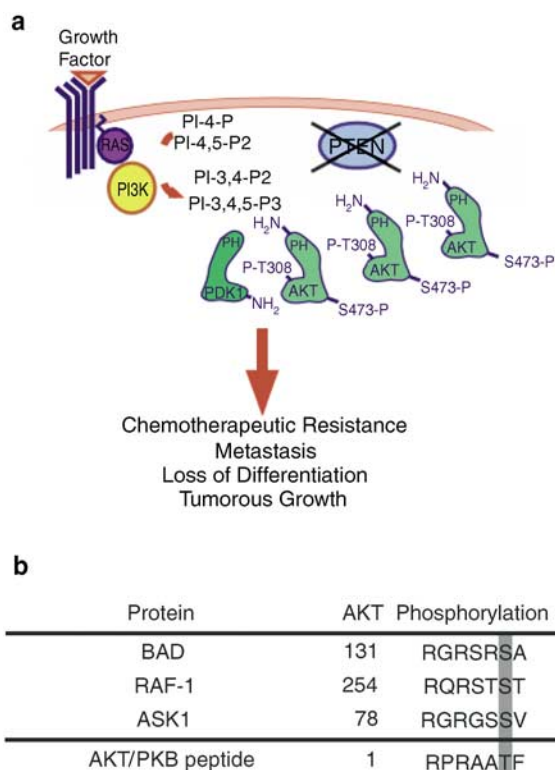 a
Growth
Factor
RAS
PI3K
PI-4-P
PI-4,5-P2
PI-3,4-P2
PI-3,4,5-P3
PTEN
PH
PDK1
NH2
H2N
PH
P-T308
AKT
S473-P
H2N
PH
P-T308
AKT
S473-P
H2N
PH
P-T308
AKT
S473-P
Chemotherapeutic Resistance
Metastasis
Loss of Differentiation
Tumorous Growth
b
Protein AKT Phosphorylation
BAD 131 RGRSRSA
RAF-1 254 RQRSTST
ASK1 78 RGRGSSV
AKT/PKB peptide 1 RPRAATF